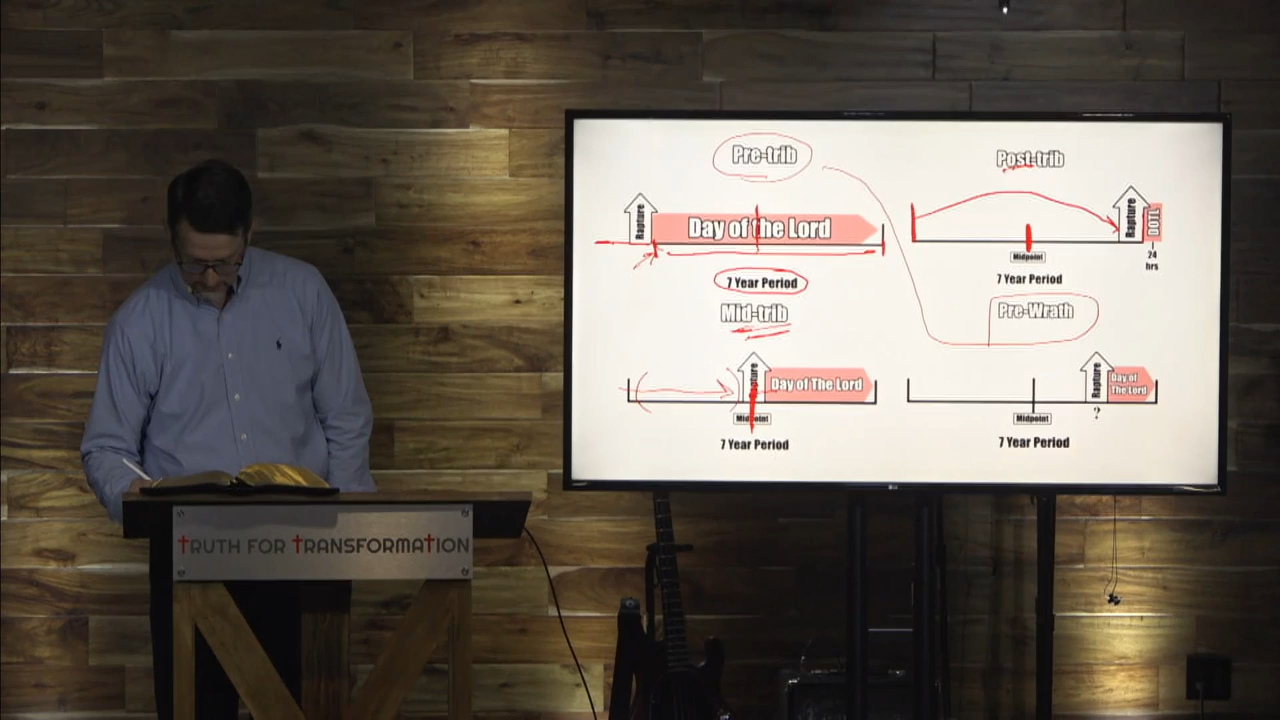 Pre-trib
Rapture
Day of the Lord
7 Year Period
Post-trib
Rapture
DOTL
Midpoint
24
hrs
7 Year Period
Mid-trib
Rapture
Day of The Lord
Midpoint
7 Year Period
Pre-Wrath
Rapture
Day of
The Lord
Midpoint
?
7 Year Period
TRUTH FOR TRANSFORMATION
LG